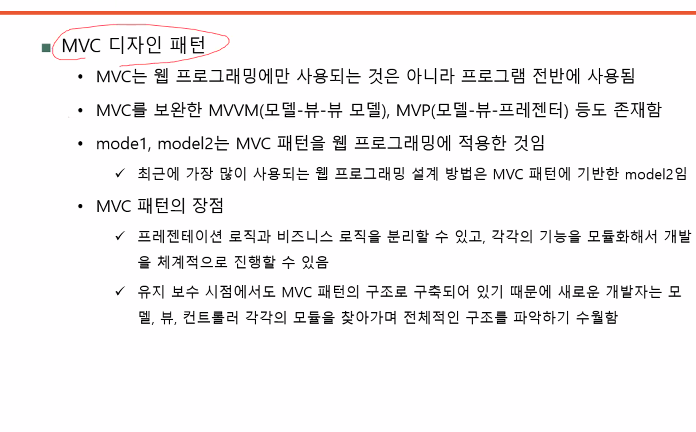 ■ MVC 디자인 패턴
• MVC는 웹 프로그래밍에만 사용되는 것은 아니라 프로그램 전반에 사용됨
• MVC를 보완한 MVVM(모델-뷰-뷰 모델), MVP(모델-뷰-프레젠터) 등도 존재함
• mode1, model2는 MVC 패턴을 웹 프로그래밍에 적용한 것임
✓ 최근에 가장 많이 사용되는 웹 프로그래밍 설계 방법은 MVC 패턴에 기반한 model2임
• MVC 패턴의 장점
✓ 프레젠테이션 로직과 비즈니스 로직을 분리할 수 있고, 각각의 기능을 모듈화해서 개발
을 체계적으로 진행할 수 있음
✓ 유지 보수 시점에서도 MVC 패턴의 구조로 구축되어 있기 때문에 새로운 개발자는 모
델, 뷰, 컨트롤러 각각의 모듈을 찾아가며 전체적인 구조를 파악하기 수월함